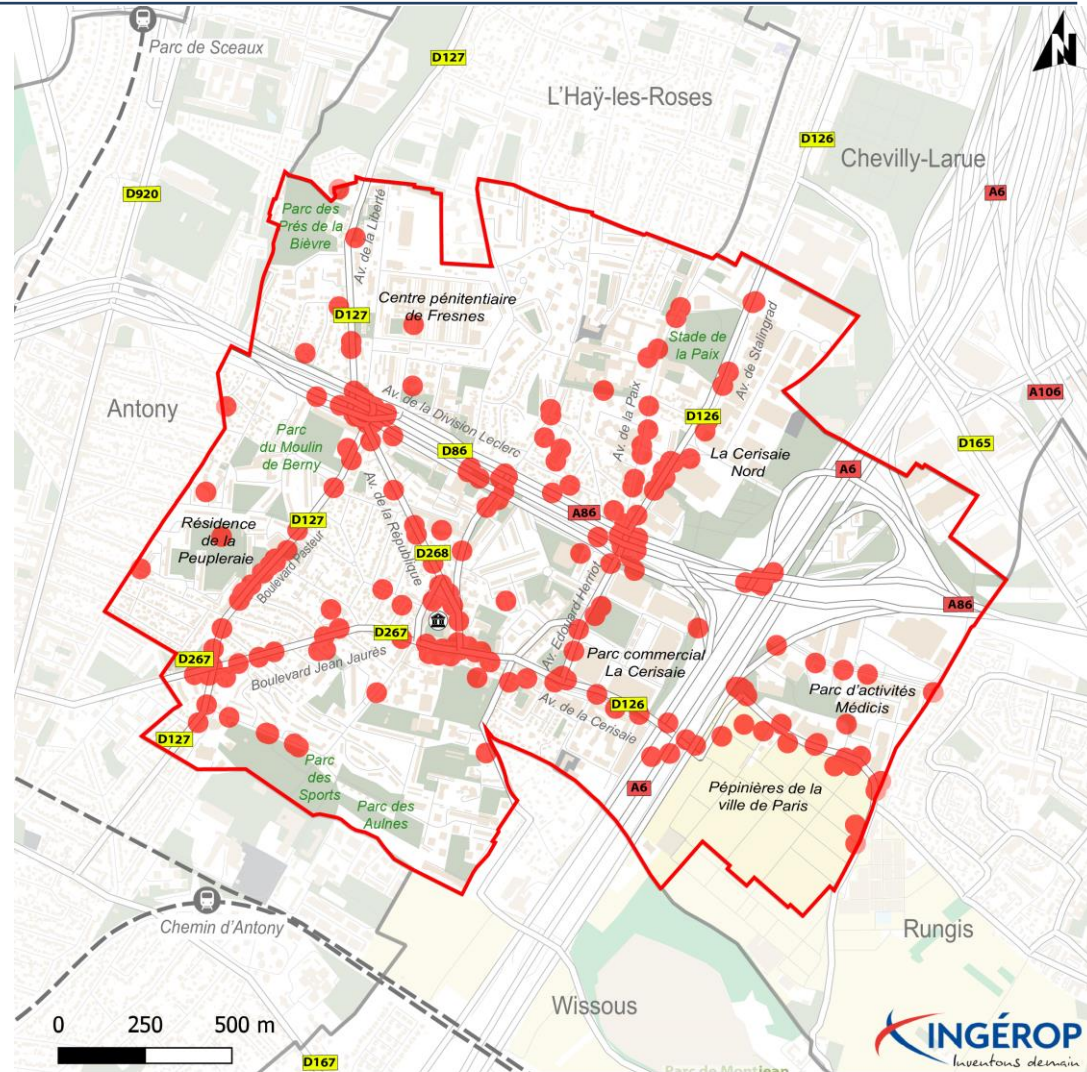 Parc de Sceaux
D127
L'Haÿ-les-Roses
N
D126
Chevilly-Larue
D920
A6
Parc des
Prés de la
Bièvre
Av. de la Liberté
Centre pénitentiaire
de Fresnes
D127
Stade de
la Paix
Av. de Stalingrad
Antony
Av. de la Division Leclerc
Av. de la Paix
D126
A106
D165
Parc
du Moulin
de Berny
D86
La Cerisaie
Nord
A6
Av. de la République
A86
Résidence
de la
Peupleraie
D127
Boulevard Pasteur
D268
Av. Edouard Herriot
A86
D267
D267
Boulevard Jean Jaurès
Parc commercial
La Cerisaie
Parc d'activités
Médicis
D126
Av. de la Cerisaie
D127
Parc
des
Sports
Parc des
Aulnes
A6
Pépinières de la
ville de Paris
Chemin d'Antony
Rungis
Wissous
0 250 500 m
D167
Parc de Montjean
INGÉROP
Inventons demain